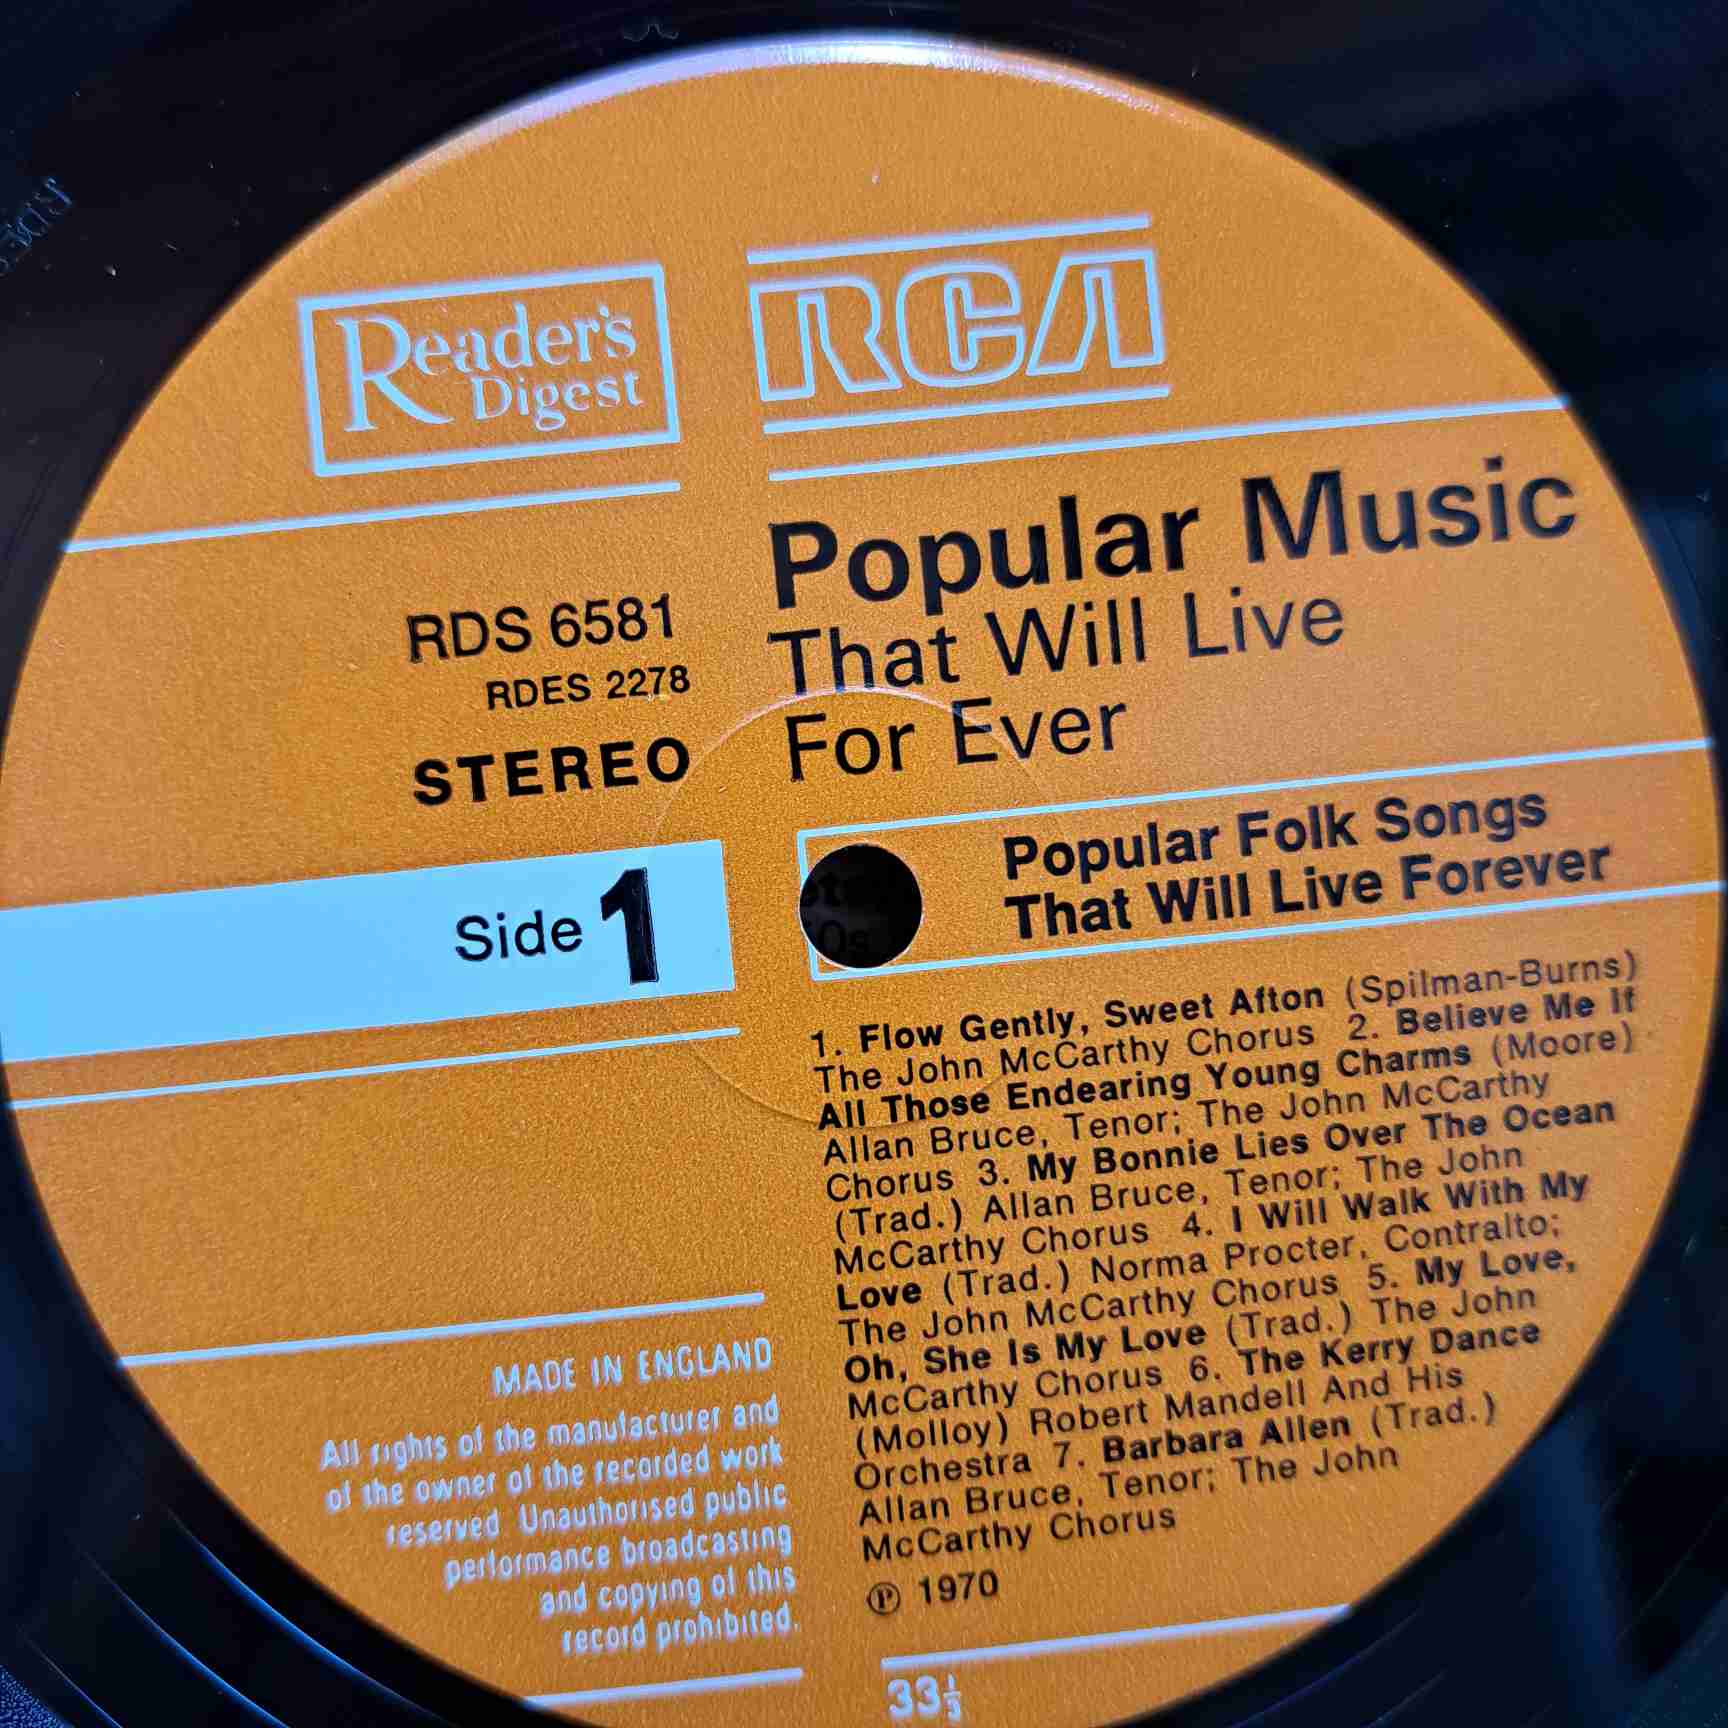 Reader's
Digest
RCA
Popular Music
That Will Live
For Ever
RDS 6581
RDES 2278
STEREO
Side 1
Popular Folk Songs
That Will Live Forever
1. Flow Gently, Sweet Afton (Spilman-Burns)
The John McCarthy Chorus 2. Believe Me If
All Those Endearing Young Charms (Moore)
Allan Bruce, Tenor; The John McCarthy
Chorus 3. My Bonnie Lies Over The Ocean
(Trad.) Allan Bruce, Tenor; The John
McCarthy Chorus 4. I Will Walk With My
Love (Trad.) Norma Procter, Contralto;
The John McCarthy Chorus 5. My Love,
Oh, She Is My Love (Trad.) The John
McCarthy Chorus 6. The Kerry Dance
(Molloy) Robert Mandell And His
Orchestra 7. Barbara Allen (Trad.)
Allan Bruce, Tenor; The John
McCarthy Chorus
℗ 1970
MADE IN ENGLAND
All rights of the manufacturer and
of the owner of the recorded work
reserved Unauthorised public
performance broadcasting
and copying of this
record prohibited.
33⅓